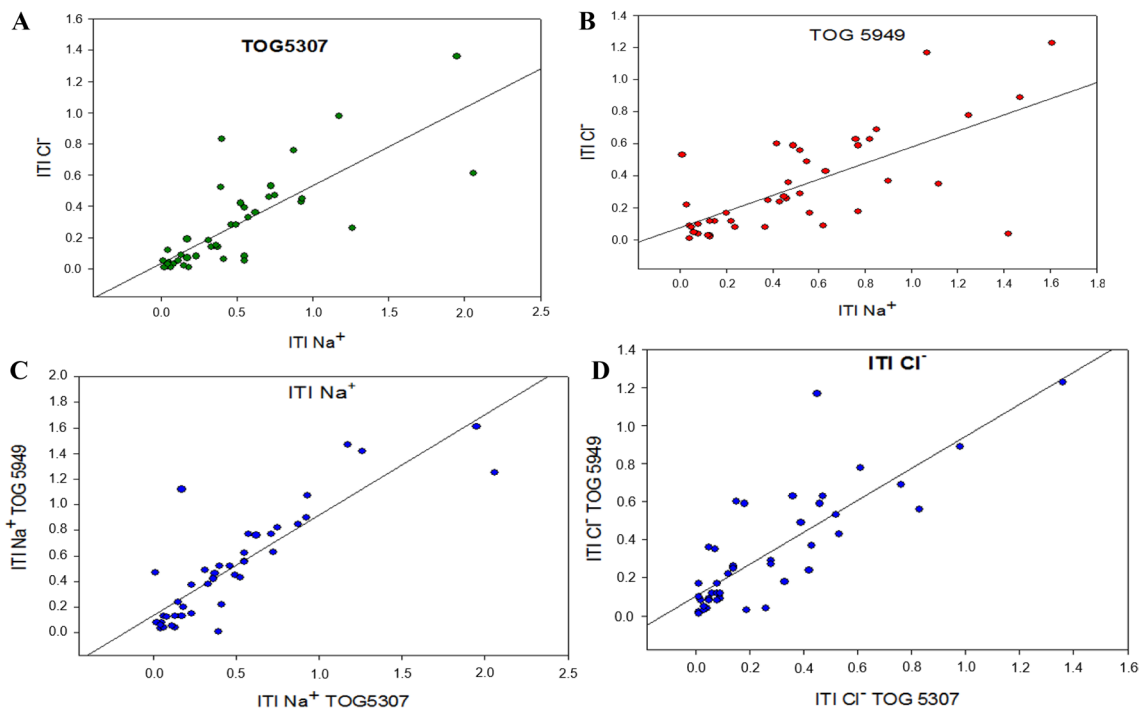 A
TOG5307
1.6
1.4
1.2
1.0
0.8
0.6
0.4
0.2
0.0
ITI Cl⁻
0.0 0.5 1.0 1.5 2.0 2.5
ITI Na⁺
B
TOG 5949
1.4
1.2
1.0
0.8
0.6
0.4
0.2
0.0
ITI Cl⁻
0.0 0.2 0.4 0.6 0.8 1.0 1.2 1.4 1.6 1.8
ITI Na⁺
C
ITI Na⁺
2.0
1.8
1.6
1.4
1.2
1.0
0.8
0.6
0.4
0.2
0.0
ITI Na⁺ TOG 5949
0.0 0.5 1.0 1.5 2.0 2.5
ITI Na⁺ TOG5307
D
ITI Cl⁻
1.4
1.2
1.0
0.8
0.6
0.4
0.2
0.0
ITI Cl⁻ TOG 5949
0.0 0.2 0.4 0.6 0.8 1.0 1.2 1.4 1.6
ITI Cl⁻ TOG 5307